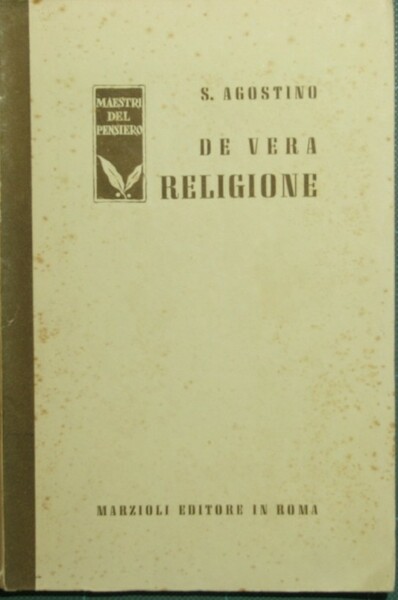 MAESTRI
DEL
PENSIERO
S. AGOSTINO
DE VERA
RELIGIONE
MARZIOLI EDITORE IN ROMA